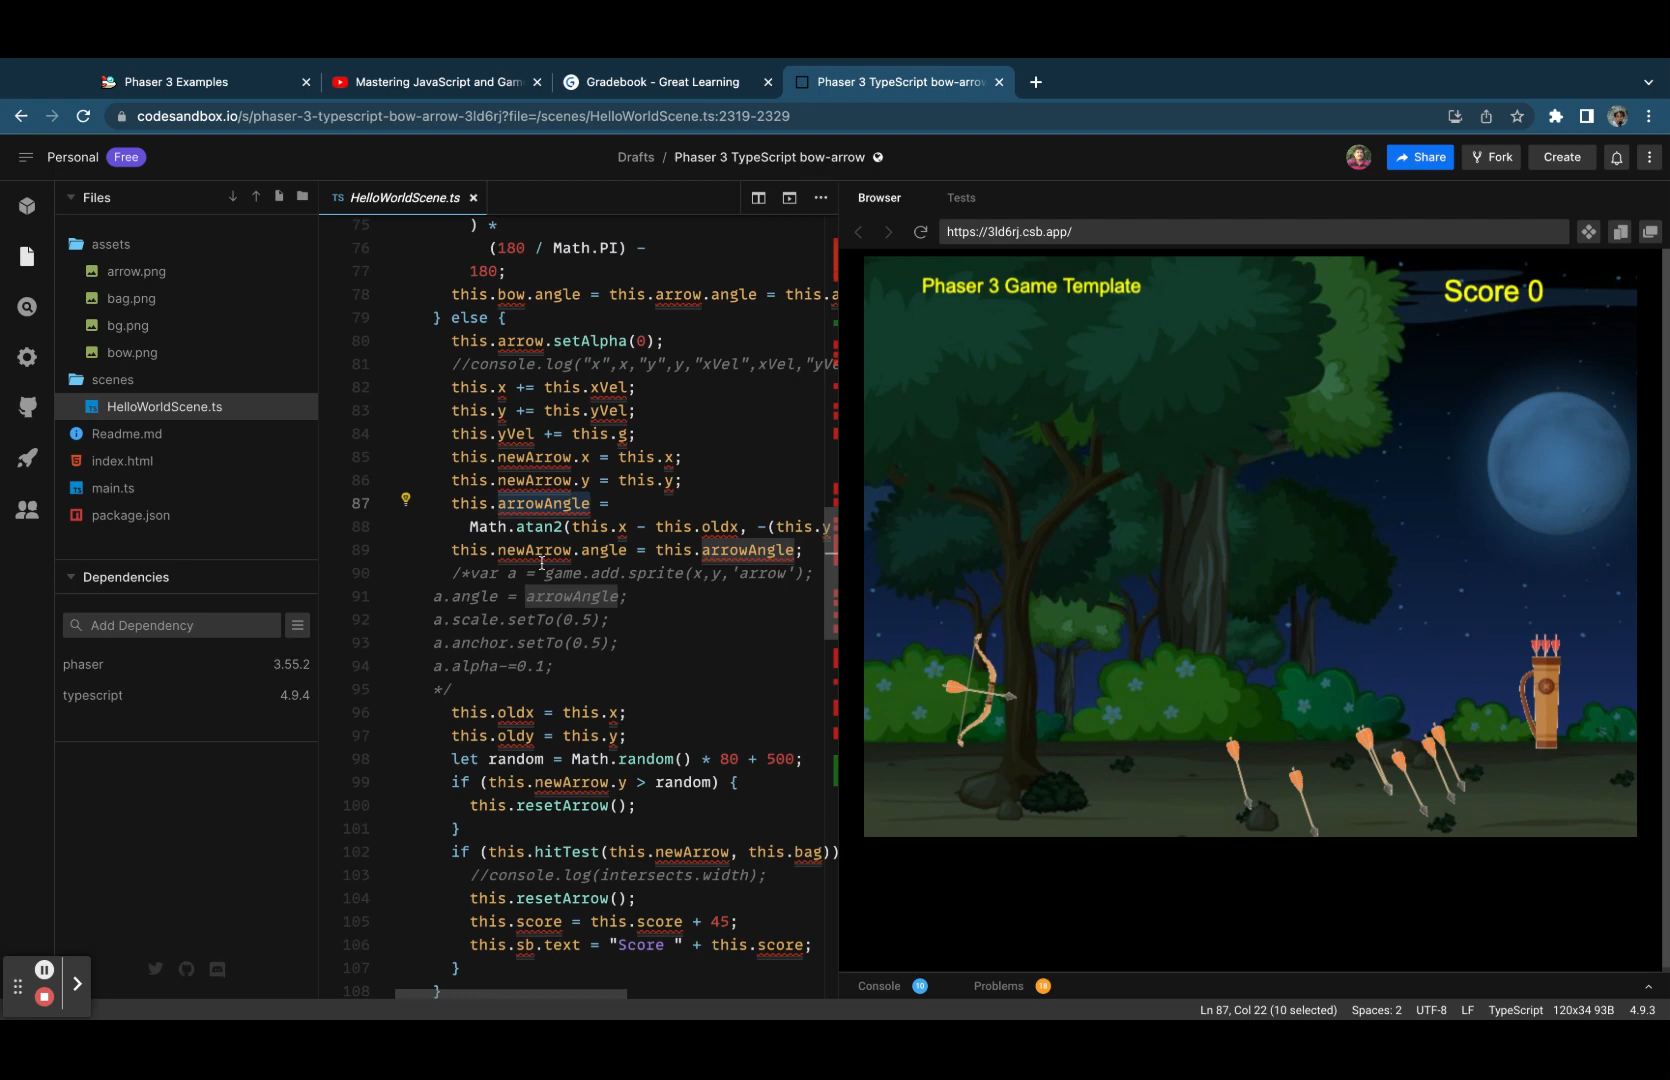 Phaser 3 Examples
Mastering JavaScript and Gam
Gradebook - Great Learning
Phaser 3 TypeScript bow-arrow
codesandbox.io/s/phaser-3-typescript-bow-arrow-3ld6rj?file=/scenes/HelloWorldScene.ts:2319-2329
Personal Free
Drafts / Phaser 3 TypeScript bow-arrow
Share
Fork
Create
Files
assets
arrow.png
bag.png
bg.png
bow.png
scenes
TS HelloWorldScene.ts
Readme.md
index.html
TS main.ts
package.json
Dependencies
Add Dependency
phaser 3.55.2
typescript 4.9.4
TS HelloWorldScene.ts
75 ) *
76 (180 / Math.PI) -
77 180;
78 this.bow.angle = this.arrow.angle = this.a
79 } else {
80 this.arrow.setAlpha(0);
81 //console.log("x",x,"y",y,"xVel",xVel,"yVe
82 this.x += this.xVel;
83 this.y += this.yVel;
84 this.yVel += this.g;
85 this.newArrow.x = this.x;
86 this.newArrow.y = this.y;
87 this.arrowAngle =
88 Math.atan2(this.x - this.oldx, -(this.y
89 this.newArrow.angle = this.arrowAngle;
90 /*var a = game.add.sprite(x,y,'arrow');
91 a.angle = arrowAngle;
92 a.scale.setTo(0.5);
93 a.anchor.setTo(0.5);
94 a.alpha-=0.1;
95 */
96 this.oldx = this.x;
97 this.oldy = this.y;
98 let random = Math.random() * 80 + 500;
99 if (this.newArrow.y > random) {
100 this.resetArrow();
101 }
102 if (this.hitTest(this.newArrow, this.bag))
103 //console.log(intersects.width);
104 this.resetArrow();
105 this.score = this.score + 45;
106 this.sb.text = "Score " + this.score;
107 }
108 }
Browser
Tests
https://3ld6rj.csb.app/
Phaser 3 Game Template
Score 0
Console 10
Problems 18
Ln 87, Col 22 (10 selected) Spaces: 2 UTF-8 LF TypeScript 120x34 93B 4.9.3